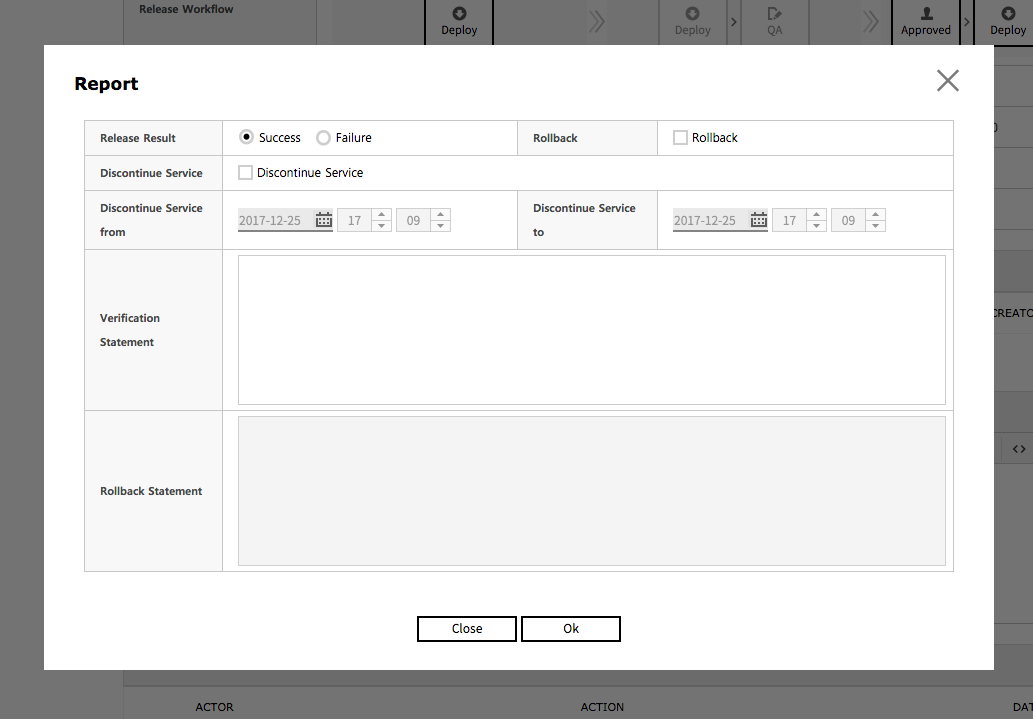 Release Workflow
Deploy
Deploy
QA
Approved
Deploy
Report
Release Result
Success
Failure
Rollback
Rollback
Discontinue Service
Discontinue Service
Discontinue Service
from
2017-12-25
17
09
Discontinue Service
to
2017-12-25
17
09
CREATO
Verification
Statement
Rollback Statement
Close
Ok
ACTOR
ACTION
DAT